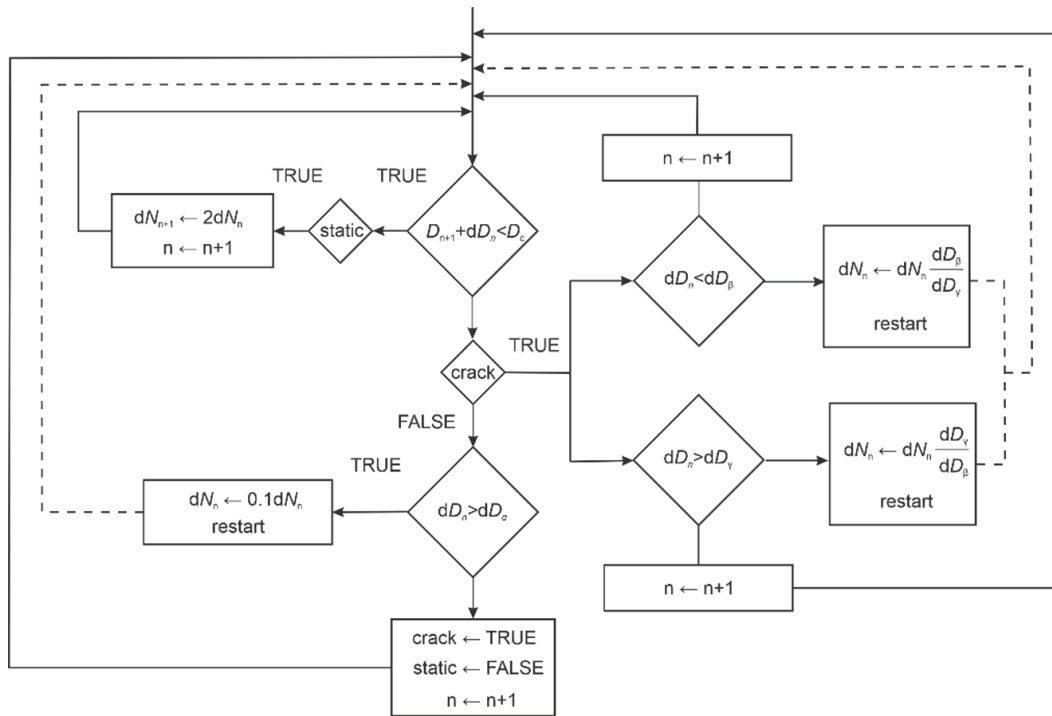 n ← n+1
TRUE
TRUE
dNₙ₊₁ ← 2dNₙ
n ← n+1
static
Dₙ₊₁+dDₙ<D꜀
dDₙ<dDᵦ
dNₙ ← dNₙ dDᵦ/dDᵧ
restart
crack
TRUE
FALSE
TRUE
dNₙ ← 0.1dNₙ
restart
dDₙ>dDₐ
dDₙ>dDᵧ
dNₙ ← dNₙ dDᵧ/dDᵦ
restart
n ← n+1
crack ← TRUE
static ← FALSE
n ← n+1